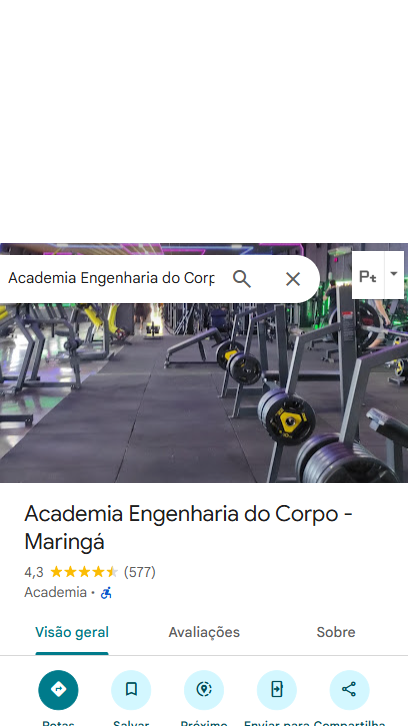 Academia Engenharia do Corp
Pt
Academia Engenharia do Corpo -
Maringá
4,3 (577)
Academia ·
Visão geral Avaliações Sobre
Rotas Salvar Próximo Enviar para Compartilha